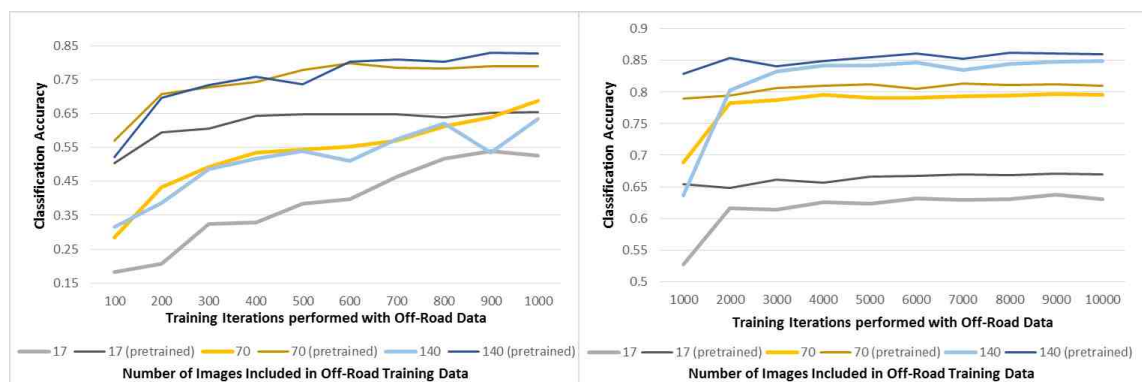 Classification Accuracy
0.85
0.75
0.65
0.55
0.45
0.35
0.25
0.15
100 200 300 400 500 600 700 800 900 1000
Training Iterations performed with Off-Road Data
17 17 (pretrained) 70 70 (pretrained) 140 140 (pretrained)
Number of Images Included in Off-Road Training Data
Classification Accuracy
0.9
0.85
0.8
0.75
0.7
0.65
0.6
0.55
0.5
1000 2000 3000 4000 5000 6000 7000 8000 9000 10000
Training Iterations performed with Off-Road Data
17 17 (pretrained) 70 70 (pretrained) 140 140 (pretrained)
Number of Images Included in Off-Road Training Data